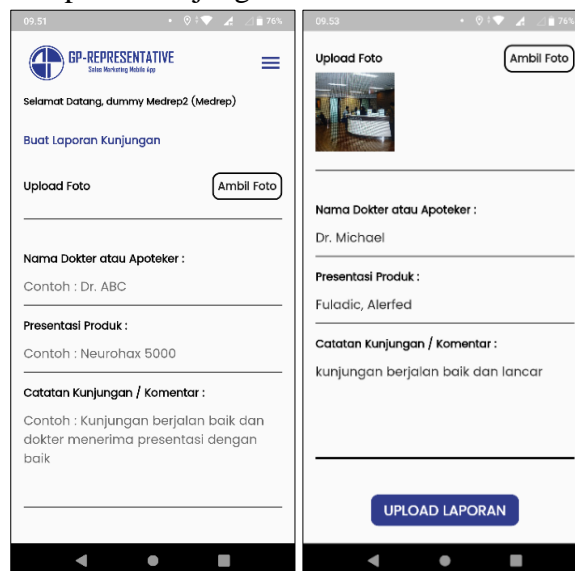 09.51
76%
GP-REPRESENTATIVE
Sales Marketing Mobile App
Selamat Datang, dummy Medrep2 (Medrep)
Buat Laporan Kunjungan
Upload Foto
Ambil Foto
Nama Dokter atau Apoteker :
Contoh : Dr. ABC
Presentasi Produk :
Contoh : Neurohax 5000
Catatan Kunjungan / Komentar :
Contoh : Kunjungan berjalan baik dan
dokter menerima presentasi dengan
baik
09.53
76%
Upload Foto
Ambil Foto
Nama Dokter atau Apoteker :
Dr. Michael
Presentasi Produk :
Fuladic, Alerfed
Catatan Kunjungan / Komentar :
kunjungan berjalan baik dan lancar
UPLOAD LAPORAN